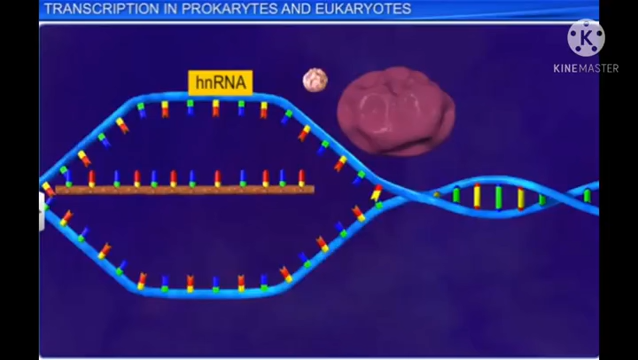 TRANSCRIPTION IN PROKARYTES AND EUKARYOTES
hnRNA
K
KINEMASTER